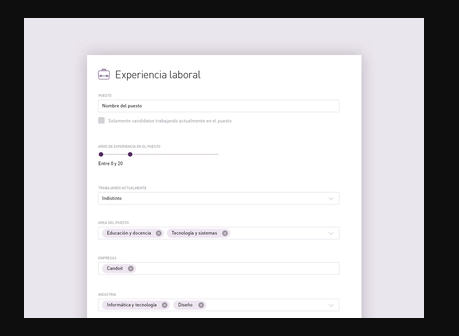 Experiencia laboral
PUESTO
Nombre del puesto
Solamente candidatos trabajando actualmente en el puesto
AÑOS DE EXPERIENCIA EN EL PUESTO
Entre 0 y 20
TRABAJANDO ACTUALMENTE
Indistinto
ÁREA DEL PUESTO
Educación y docencia Tecnología y sistemas
EMPRESAS
Candoit
INDUSTRIA
Informática y tecnología Diseño